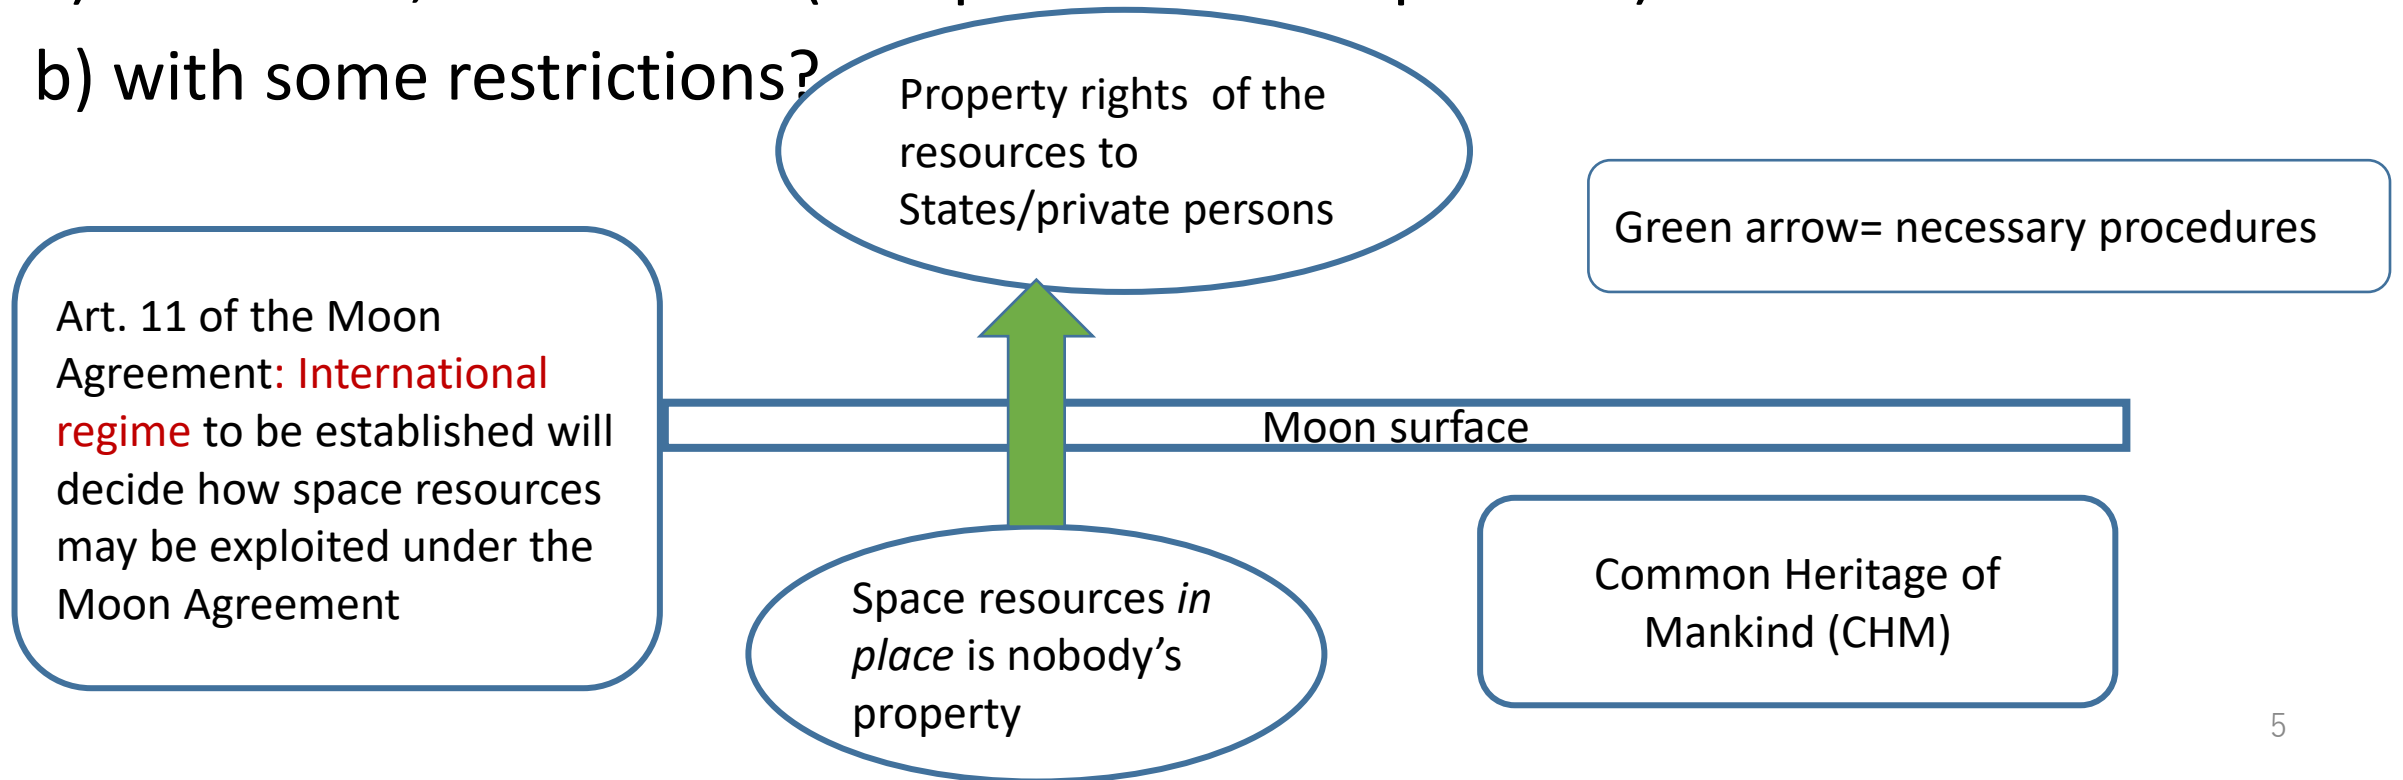 b) with some restrictions?
Property rights of the
resources to
States/private persons
Green arrow= necessary procedures
Art. 11 of the Moon
Agreement: International
regime to be established will
decide how space resources
may be exploited under the
Moon Agreement
Moon surface
Space resources in
place is nobody’s
property
Common Heritage of
Mankind (CHM)
5